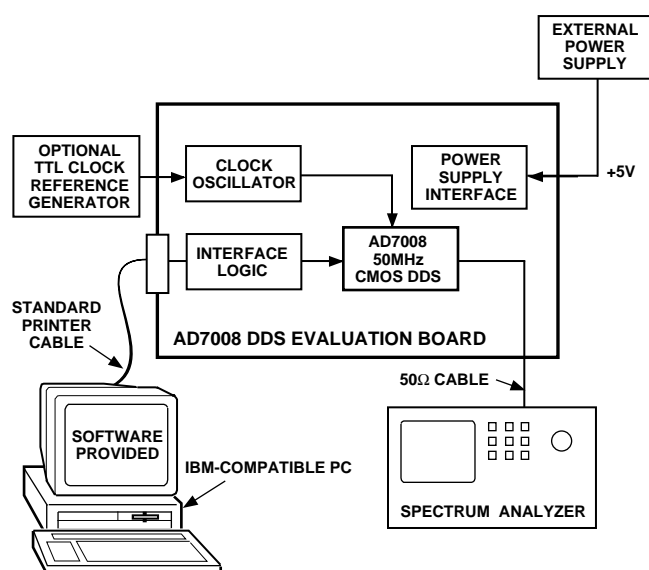 EXTERNAL
POWER
SUPPLY
OPTIONAL
TTL CLOCK
REFERENCE
GENERATOR
CLOCK
OSCILLATOR
POWER
SUPPLY
INTERFACE
+5V
INTERFACE
LOGIC
AD7008
50MHz
CMOS DDS
STANDARD
PRINTER
CABLE
AD7008 DDS EVALUATION BOARD
50Ω CABLE
SOFTWARE
PROVIDED
IBM-COMPATIBLE PC
SPECTRUM ANALYZER